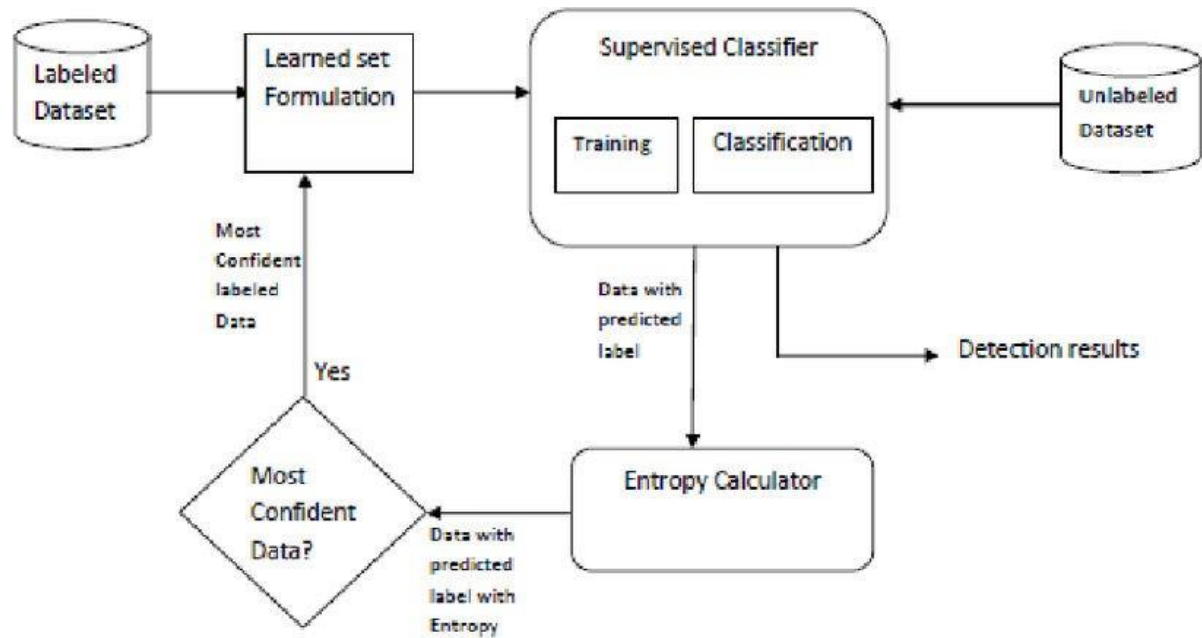 Labeled
Dataset
Learned set
Formulation
Supervised Classifier
Training
Classification
Unlabeled
Dataset
Most
Confident
labeled
Data
Yes
Data with
predicted
label
Detection results
Most
Confident
Data?
Data with
predicted
label with
Entropy
Entropy Calculator